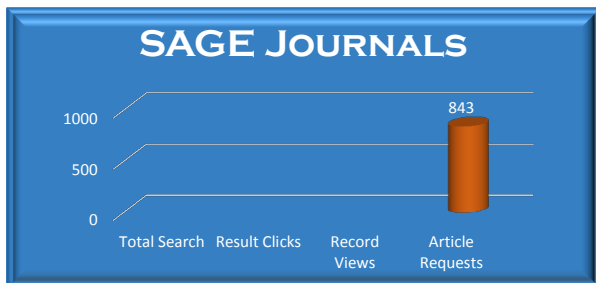 SAGE JOURNALS
843
1000
500
0
Total Search Result Clicks Record Views Article Requests